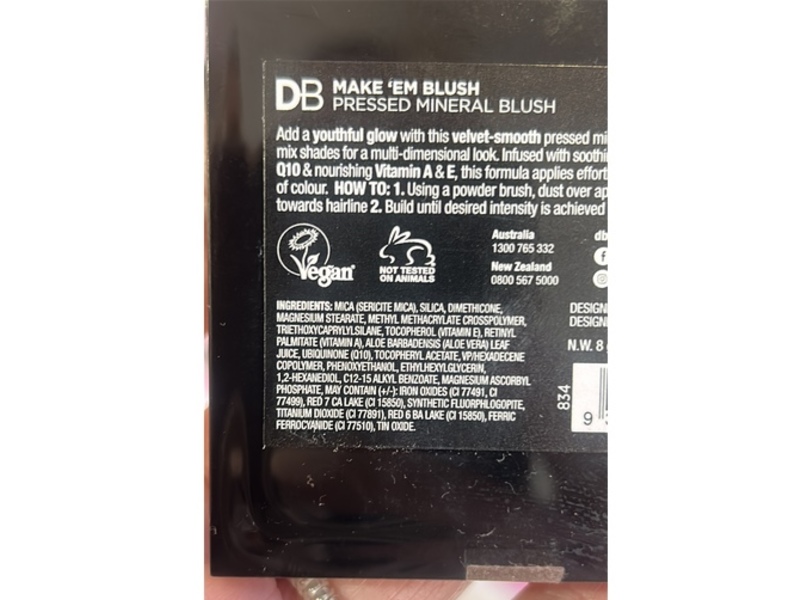 DB MAKE 'EM BLUSH
PRESSED MINERAL BLUSH
Add a youthful glow with this velvet-smooth pressed
mix shades for a multi-dimensional look. Infused with
Q10 & nourishing Vitamin A & E, this formula applies
of colour. HOW TO: 1. Using a powder brush, dust over
towards hairline 2. Build until desired intensity is achieved
Vegan
NOT TESTED
ON ANIMALS
Australia
1300 765 332
New Zealand
0800 567 5000
db
INGREDIENTS: MICA (SERICITE MICA), SILICA, DIMETHICONE,
MAGNESIUM STEARATE, METHYL METHACRYLATE CROSSPOLYMER,
TRIETHOXYCAPRYLYLSILANE, TOCOPHEROL (VITAMIN E), RETINYL
PALMITATE (VITAMIN A), ALOE BARBADENSIS (ALOE VERA) LEAF
JUICE, UBIQUINONE (Q10), TOCOPHERYL ACETATE, VP/HEXADECENE
COPOLYMER, PHENOXYETHANOL, ETHYLHEXYLGLYCERIN,
1,2-HEXANEDIOL, C12-15 ALKYL BENZOATE, MAGNESIUM ASCORBYL
PHOSPHATE, MAY CONTAIN (+/-): IRON OXIDES (CI 77491, CI
77499), RED 7 CA LAKE (CI 15850), SYNTHETIC FLUORPHLOGOPITE,
TITANIUM DIOXIDE (CI 77891), RED 6 BA LAKE (CI 15850), FERRIC
FERROCYANIDE (CI 77510), TIN OXIDE.
N.W. 8
834
9